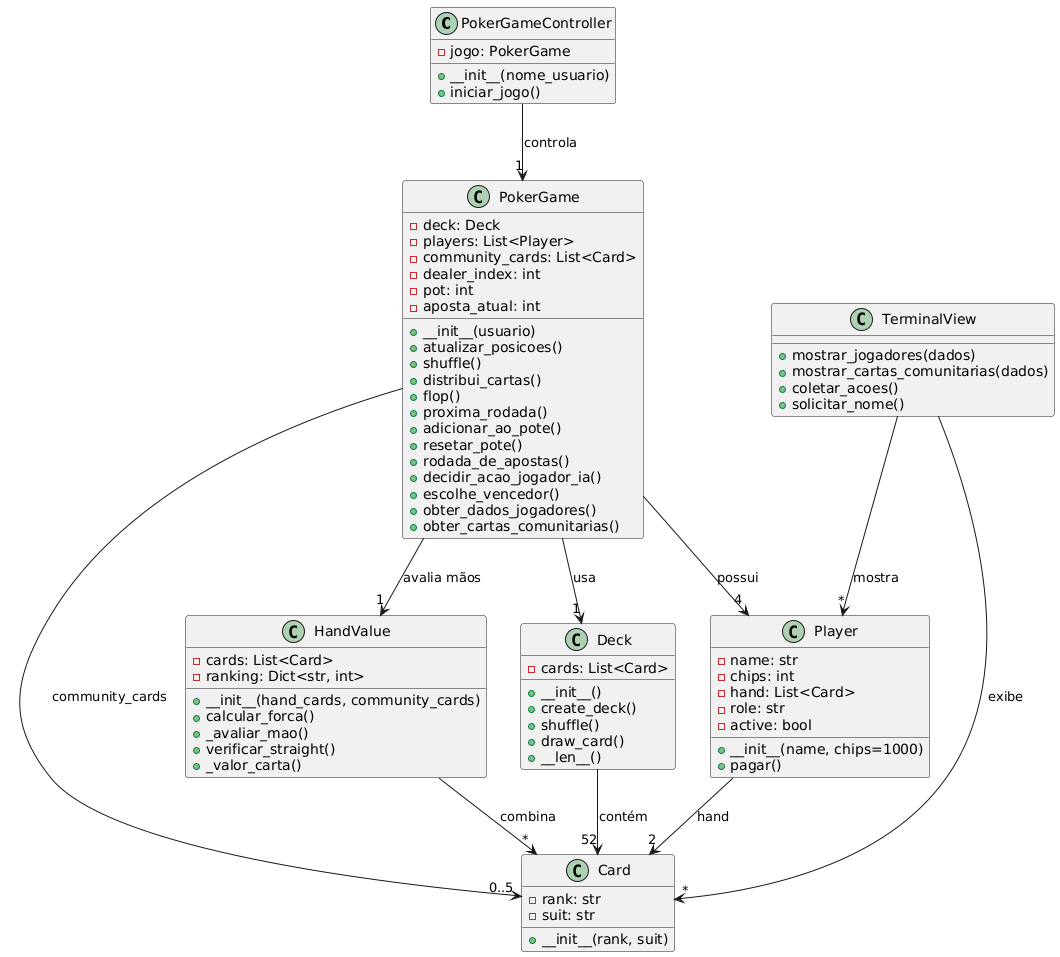 C PokerGameController
jogo: PokerGame
__init__(nome_usuario)
iniciar_jogo()
controla
1
C PokerGame
deck: Deck
players: List<Player>
community_cards: List<Card>
dealer_index: int
pot: int
aposta_atual: int
__init__(usuario)
atualizar_posicoes()
shuffle()
distribui_cartas()
flop()
proxima_rodada()
adicionar_ao_pote()
resetar_pote()
rodada_de_apostas()
decidir_acao_jogador_ia()
escolhe_vencedor()
obter_dados_jogadores()
obter_cartas_comunitarias()
C TerminalView
mostrar_jogadores(dados)
mostrar_cartas_comunitarias(dados)
coletar_acoes()
solicitar_nome()
avalia mãos
1
usa
1
possui
4
mostra
*
C HandValue
cards: List<Card>
ranking: Dict<str, int>
__init__(hand_cards, community_cards)
calcular_forca()
_avaliar_mao()
verificar_straight()
_valor_carta()
C Deck
cards: List<Card>
__init__()
create_deck()
shuffle()
draw_card()
__len__()
C Player
name: str
chips: int
hand: List<Card>
role: str
active: bool
__init__(name, chips=1000)
pagar()
community_cards
0..5
exibe
*
combina
*
contém
52
hand
2
C Card
rank: str
suit: str
__init__(rank, suit)